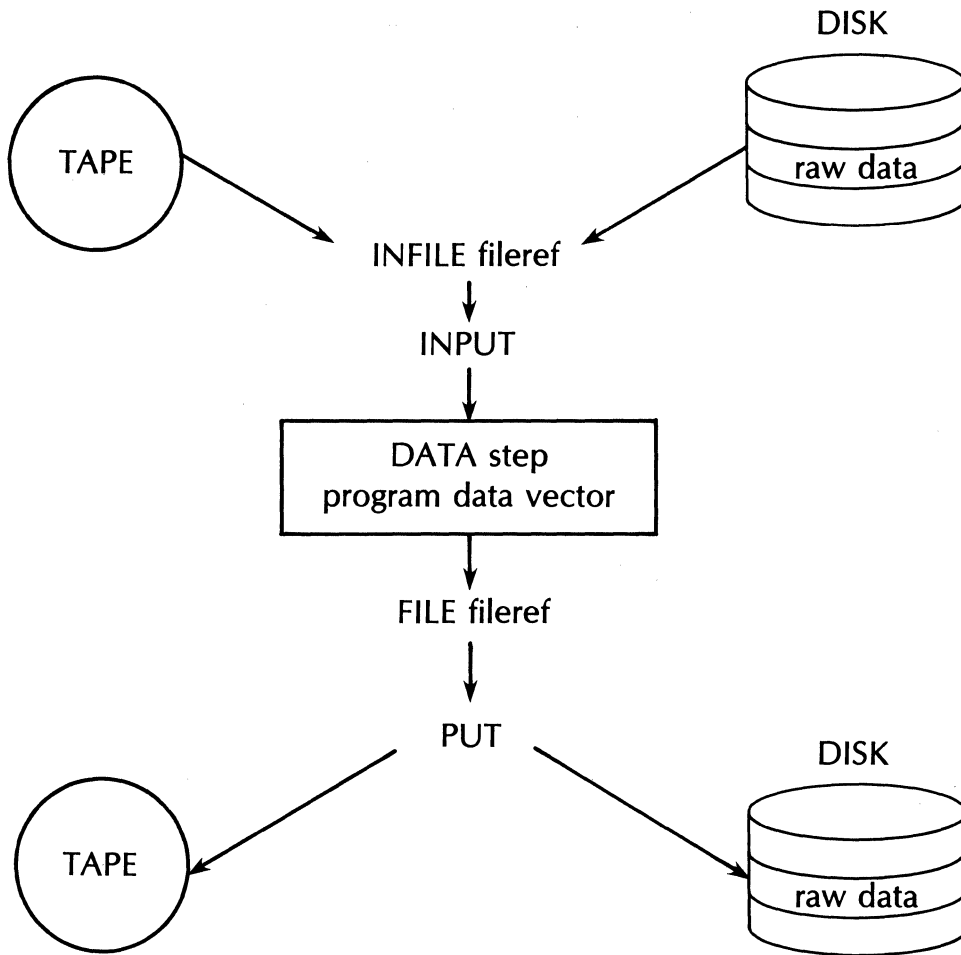 DISK
TAPE
raw data
INFILE fileref
INPUT
DATA step
program data vector
FILE fileref
PUT
DISK
TAPE
raw data